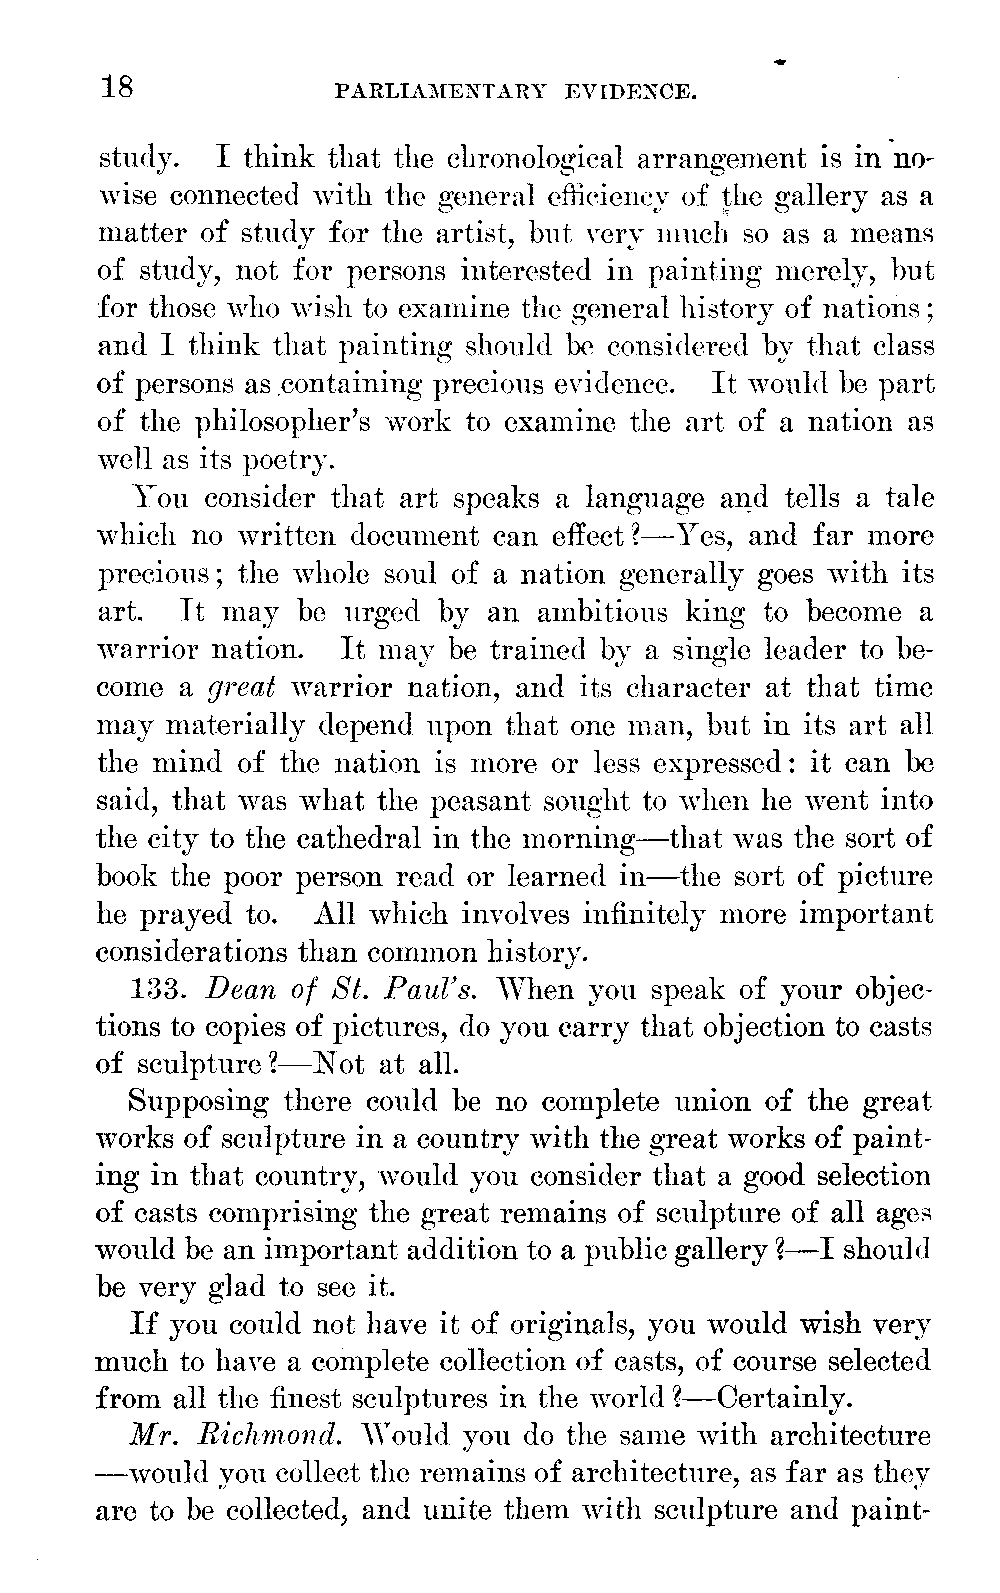 18 PARLIAMENTARY EVIDENCE.
study. I think that the chronological arrangement is in no-
wise connected with the general efficiency of the gallery as a
matter of study for the artist, but very much so as a means
of study, not for persons interested in painting merely, but
for those who wish to examine the general history of nations;
and I think that painting should be considered by that class
of persons as containing precious evidence. It would be part
of the philosopher's work to examine the art of a nation as
well as its poetry.
You consider that art speaks a language and tells a tale
which no written document can effect?—Yes, and far more
precious; the whole soul of a nation generally goes with its
art. It may be urged by an ambitious king to become a
warrior nation. It may be trained by a single leader to be-
come a great warrior nation, and its character at that time
may materially depend upon that one man, but in its art all
the mind of the nation is more or less expressed: it can be
said, that was what the peasant sought to when he went into
the city to the cathedral in the morning—that was the sort of
book the poor person read or learned in—the sort of picture
he prayed to. All which involves infinitely more important
considerations than common history.
133. Dean of St. Paul's. When you speak of your objec-
tions to copies of pictures, do you carry that objection to casts
of sculpture?—Not at all.
Supposing there could be no complete union of the great
works of sculpture in a country with the great works of paint-
ing in that country, would you consider that a good selection
of casts comprising the great remains of sculpture of all ages
would be an important addition to a public gallery?—I should
be very glad to see it.
If you could not have it of originals, you would wish very
much to have a complete collection of casts, of course selected
from all the finest sculptures in the world?—Certainly.
Mr. Richmond. Would you do the same with architecture
—would you collect the remains of architecture, as far as they
are to be collected, and unite them with sculpture and paint-